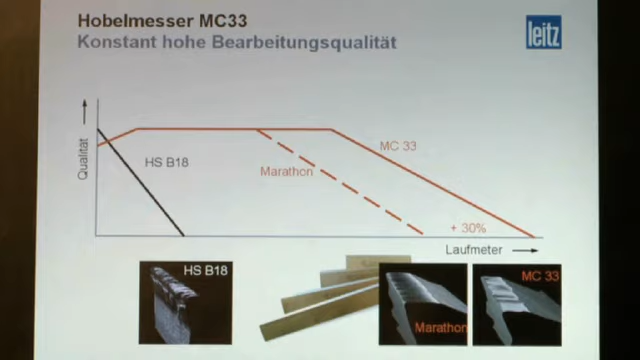 Hobelmesser MC33
Konstant hohe Bearbeitungsqualität
leitz
Qualität
HS B18
Marathon
MC 33
+ 30%
Laufmeter
HS B18
Marathon
MC 33